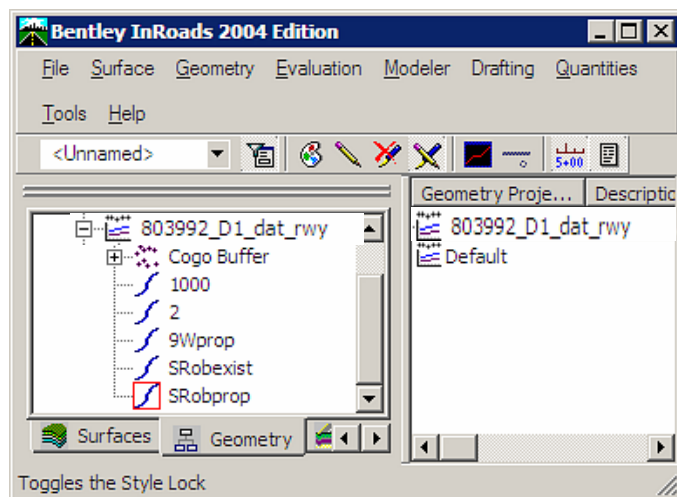 Bentley InRoads 2004 Edition
File Surface Geometry Evaluation Modeler Drafting Quantities
Tools Help
<Unnamed>
5+00
Geometry Proje... Descriptio
803992_D1_dat_rwy
Cogo Buffer
1000
2
9Wprop
SRobexist
SRobprop
803992_D1_dat_rwy
Default
Surfaces Geometry
Toggles the Style Lock